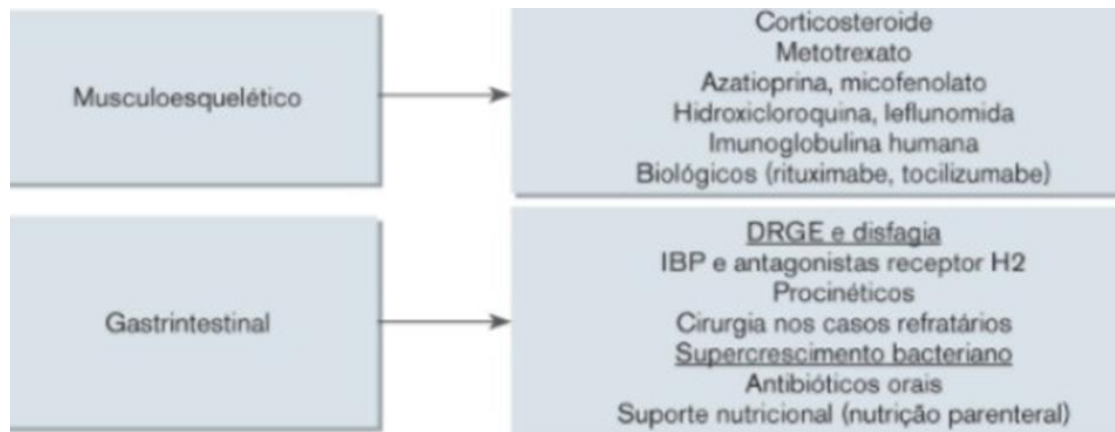 Musculoesquelético
Corticosteroide
Metotrexato
Azatioprina, micofenolato
Hidroxicloroquina, leflunomida
Imunoglobulina humana
Biológicos (rituximabe, tocilizumabe)
Gastrintestinal
DRGE e disfagia
IBP e antagonistas receptor H2
Procinéticos
Cirurgia nos casos refratários
Supercrescimento bacteriano
Antibióticos orais
Suporte nutricional (nutrição parenteral)